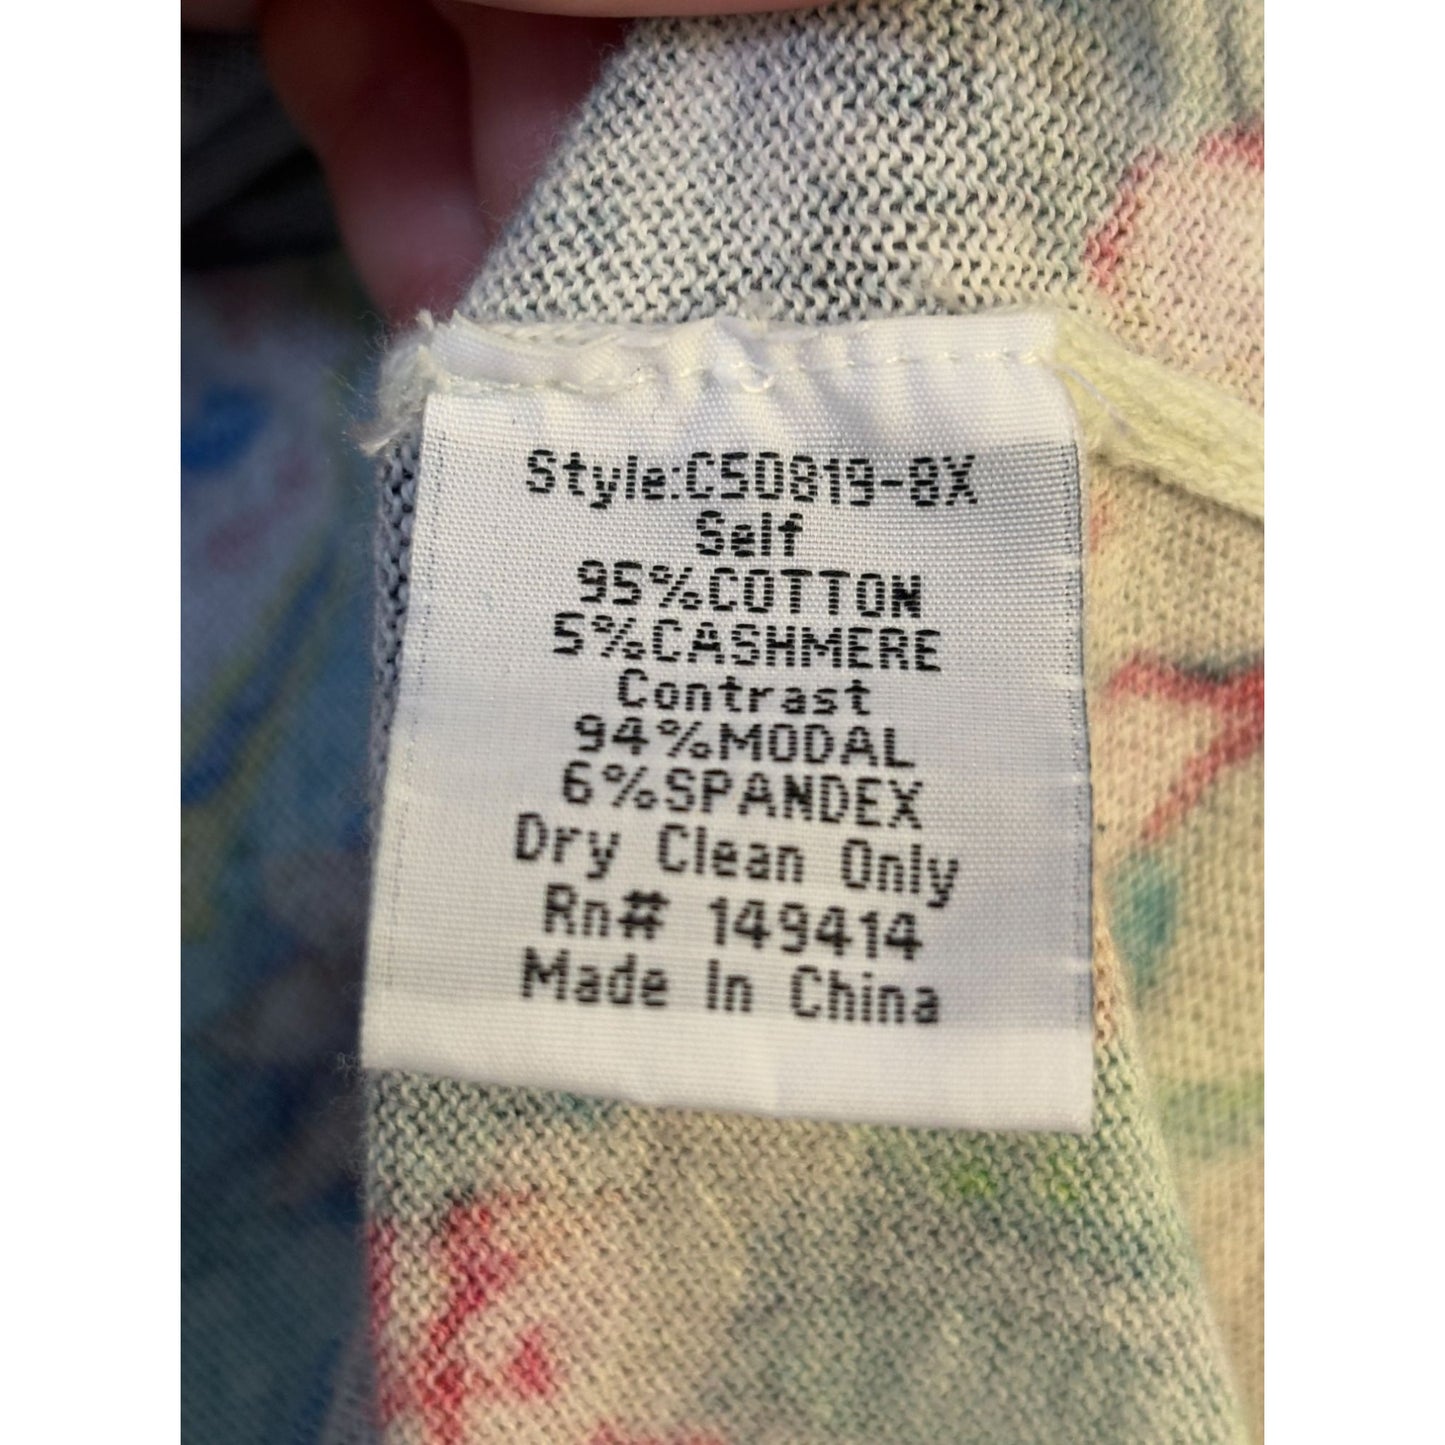 Style:C50819-8X
Self
95%COTTON
5%CASHMERE
Contrast
94%MODAL
6%SPANDEX
Dry Clean Only
Rn# 149414
Made In China